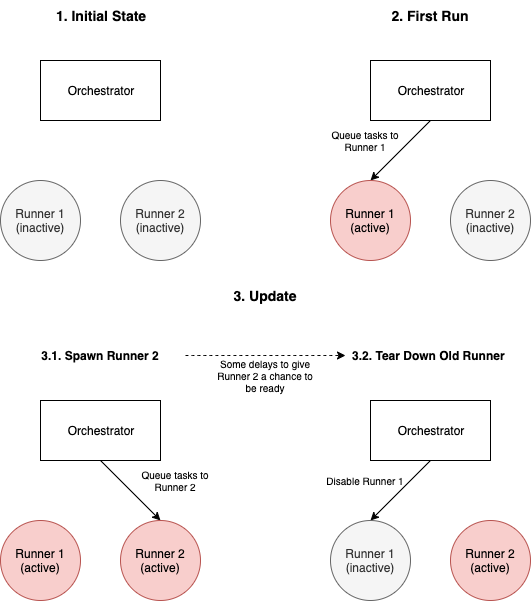 1. Initial State
2. First Run
Orchestrator
Orchestrator
Queue tasks to
Runner 1
Runner 1
(inactive)
Runner 2
(inactive)
Runner 1
(active)
Runner 2
(inactive)
3. Update
3.1. Spawn Runner 2
3.2. Tear Down Old Runner
Some delays to give
Runner 2 a chance to
be ready
Orchestrator
Orchestrator
Queue tasks to
Runner 2
Disable Runner 1
Runner 1
(active)
Runner 2
(active)
Runner 1
(inactive)
Runner 2
(active)